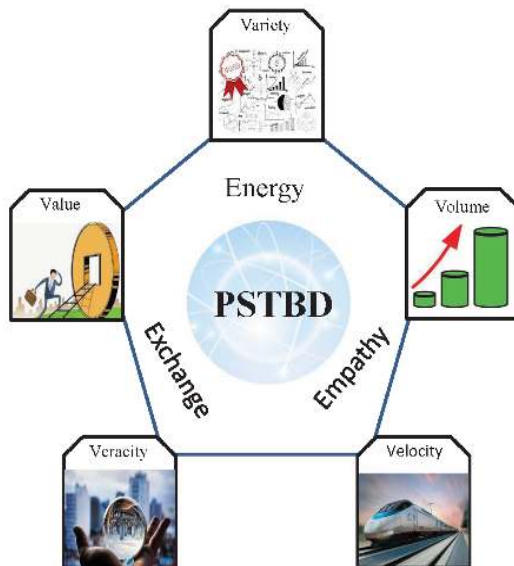 Variety
Energy
Value
Volume
PSTBD
Exchange
Empathy
Veracity
Velocity